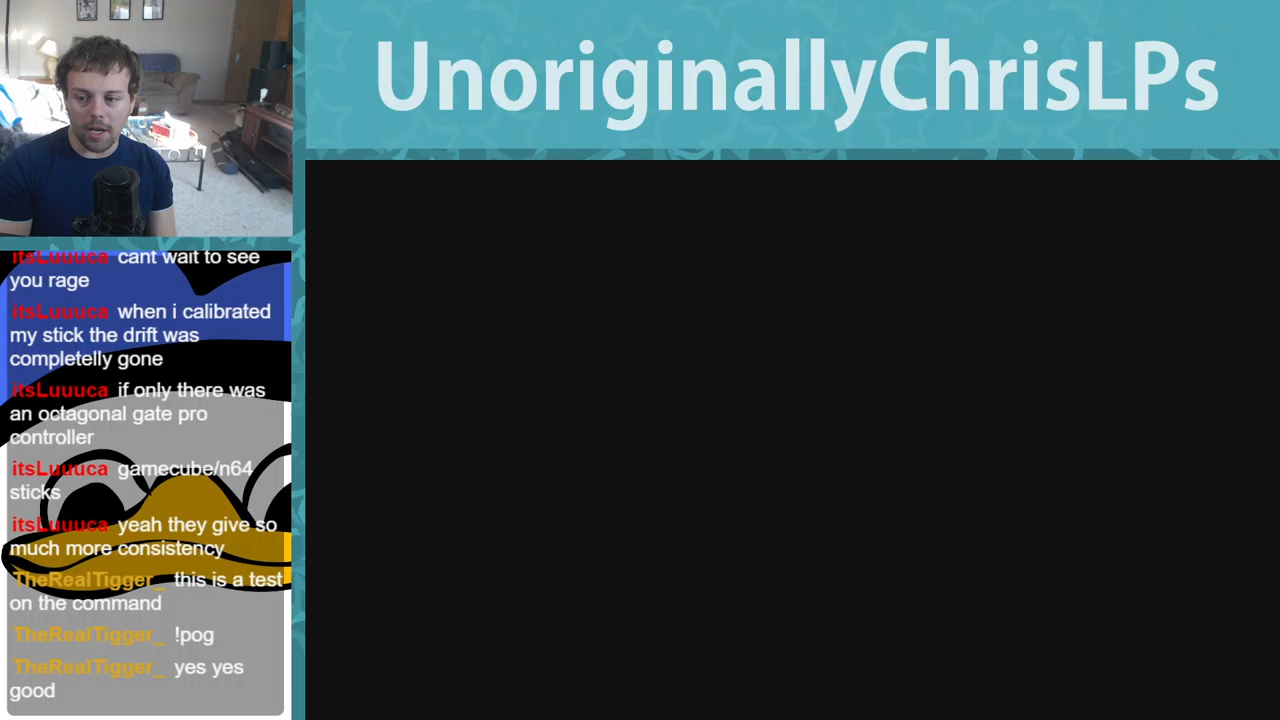 UnoriginallyChrisLPs
itsLuuuca cant wait to see
you rage
itsLuuuca when i calibrated
my stick the drift was
completelly gone
itsLuuuca if only there was
an octagonal gate pro
controller
itsLuuuca gamecube/n64
sticks
itsLuuuca yeah they give so
much more consistency
TheRealTigger_ this is a test
on the command
TheRealTigger_ !pog
TheRealTigger_ yes yes
good